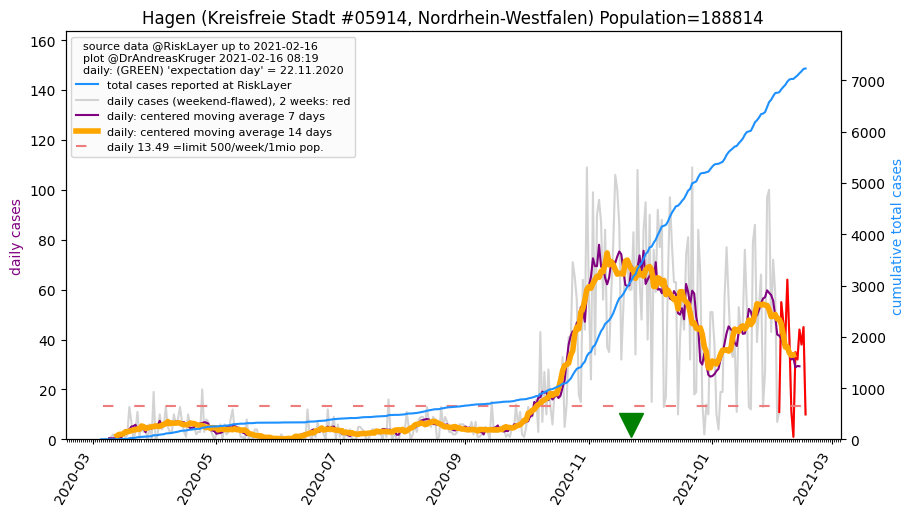 Hagen (Kreisfreie Stadt #05914, Nordrhein-Westfalen) Population=188814
source data @RiskLayer up to 2021-02-16
plot @DrAndreasKruger 2021-02-16 08:19
daily: (GREEN) 'expectation day' = 22.11.2020
total cases reported at RiskLayer
daily cases (weekend-flawed), 2 weeks: red
daily: centered moving average 7 days
daily: centered moving average 14 days
daily 13.49 =limit 500/week/1mio pop.
daily cases
160
140
120
100
80
60
40
20
0
7000
6000
5000
4000
3000
2000
1000
0
cumulative total cases
2020-03
2020-05
2020-07
2020-09
2020-11
2021-01
2021-03